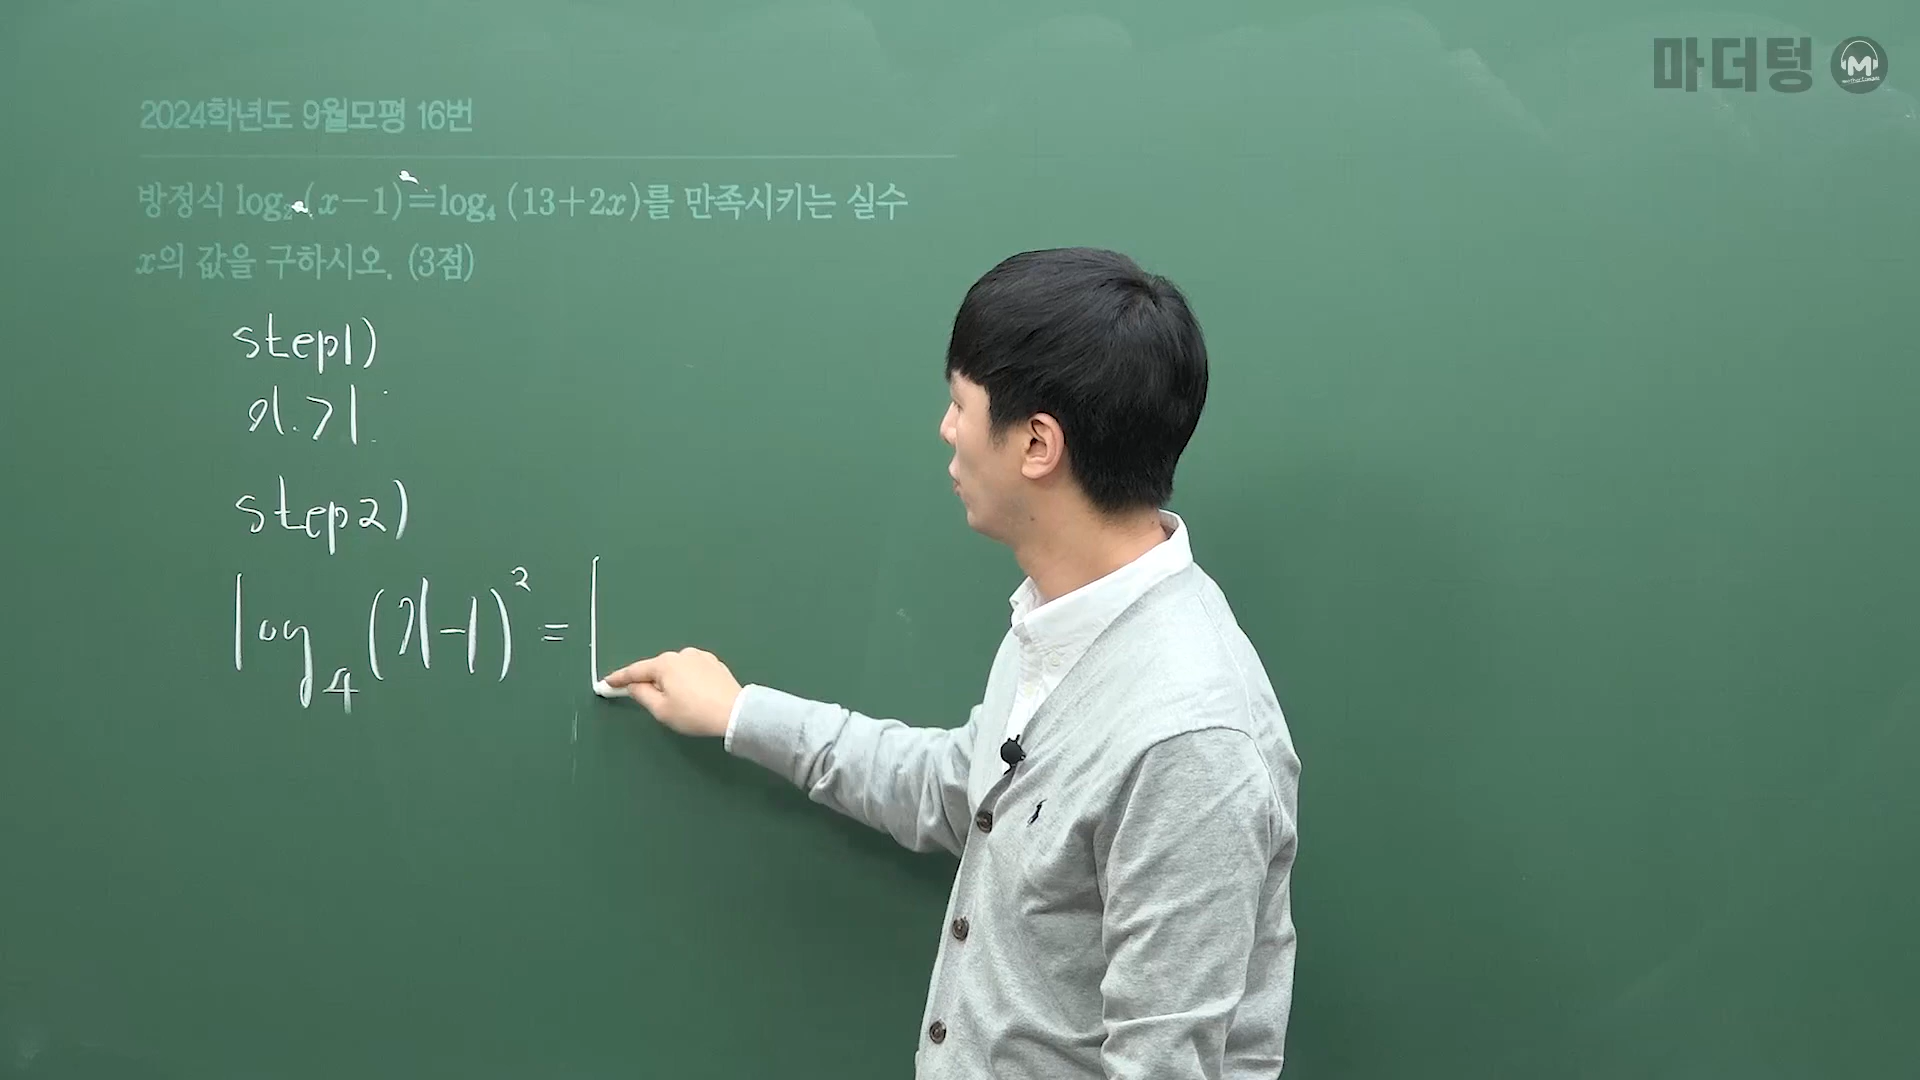 마더텅 M
2024학년도 9월모평 16번
방정식 log₂(x−1)=log₄(13+2x)를 만족시키는 실수
x의 값을 구하시오. (3점)
step1)
x>1
step2)
log₄(x-1)² = l